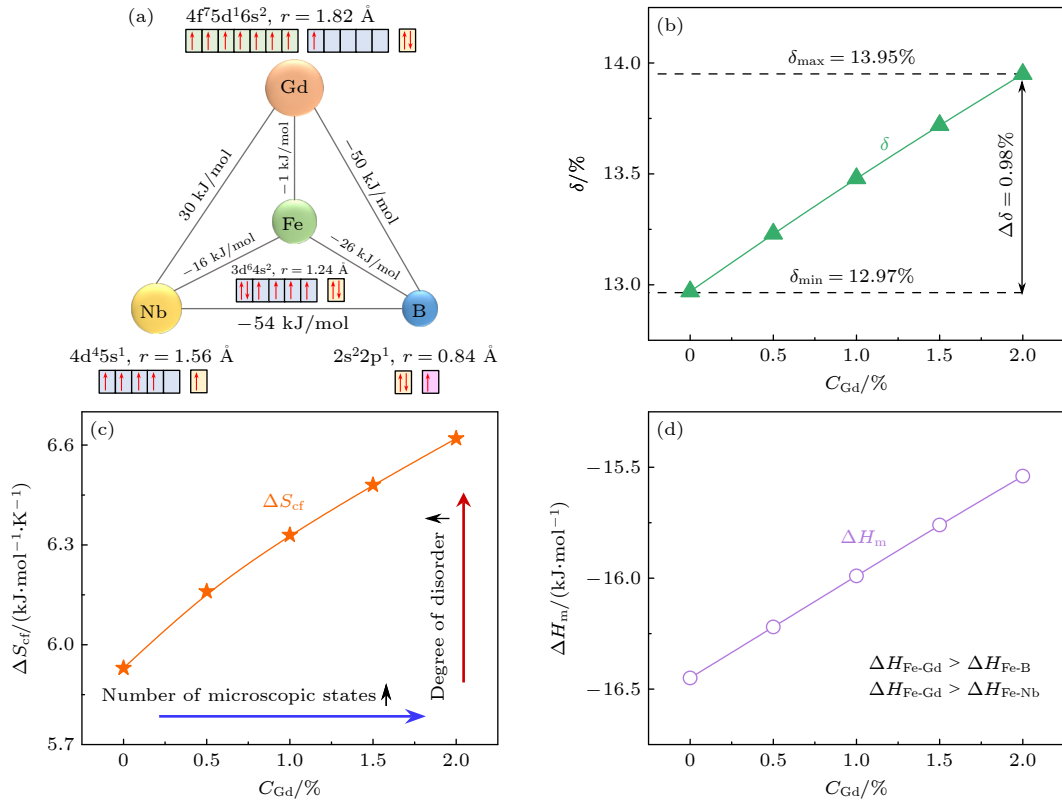 (a)
4f⁷5d¹6s², r = 1.82 Å
Gd
30 kJ/mol
−1 kJ/mol
−50 kJ/mol
Fe
−16 kJ/mol
−26 kJ/mol
3d⁶4s², r = 1.24 Å
Nb
B
−54 kJ/mol
4d⁴5s¹, r = 1.56 Å
2s²2p¹, r = 0.84 Å
(b)
δ/%
14.0
13.5
13.0
δmax = 13.95%
δ
Δδ = 0.98%
δmin = 12.97%
0 0.5 1.0 1.5 2.0
CGd/%
(c)
ΔScf/(kJ·mol⁻¹·K⁻¹)
6.6
6.3
6.0
5.7
ΔScf
Degree of disorder
Number of microscopic states
0 0.5 1.0 1.5 2.0
CGd/%
(d)
ΔHm/(kJ·mol⁻¹)
−15.5
−16.0
−16.5
ΔHm
ΔHFe-Gd > ΔHFe-B
ΔHFe-Gd > ΔHFe-Nb
0 0.5 1.0 1.5 2.0
CGd/%